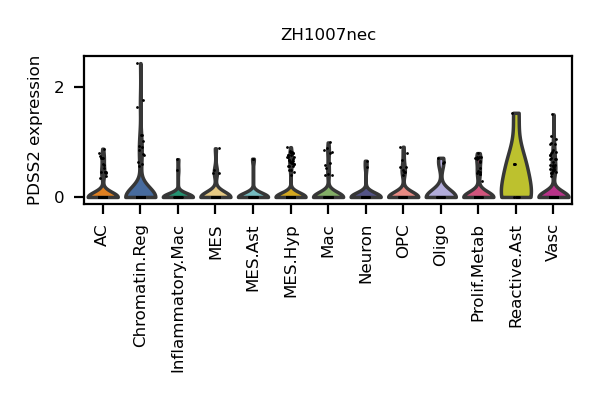 ZH1007nec
PDSS2 expression
2
0
AC
Chromatin.Reg
Inflammatory.Mac
MES
MES.Ast
MES.Hyp
Mac
Neuron
OPC
Oligo
Prolif.Metab
Reactive.Ast
Vasc